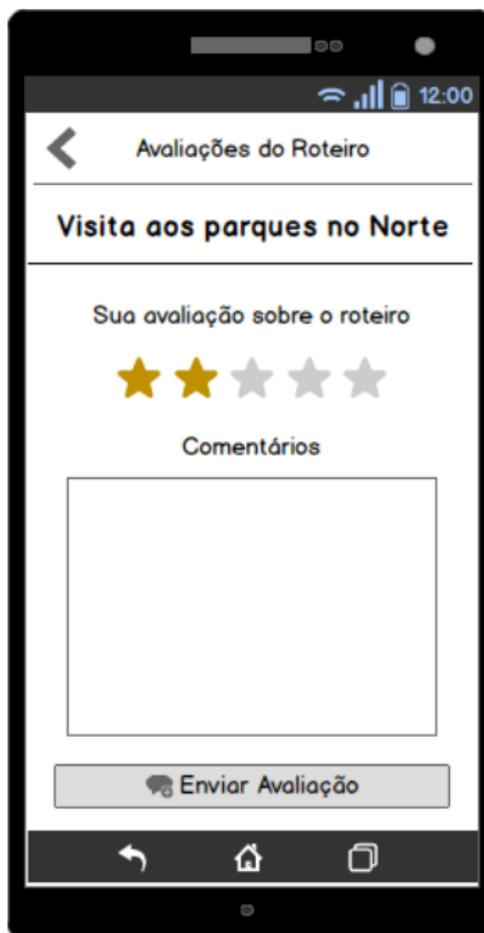 12:00
Avaliações do Roteiro
Visita aos parques no Norte
Sua avaliação sobre o roteiro
Comentários
Enviar Avaliação